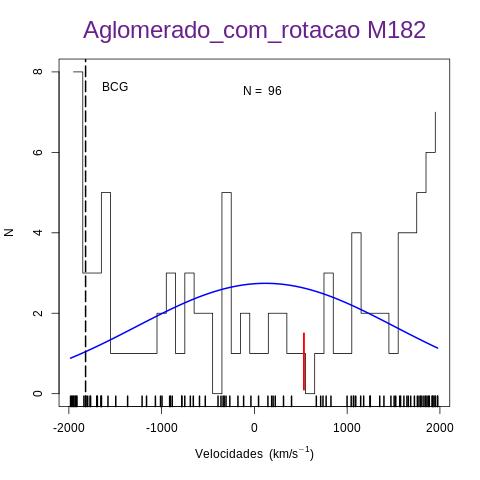 Aglomerado_com_rotacao M182
BCG
N = 96
8
6
4
2
0
N
-2000 -1000 0 1000 2000
Velocidades (km/s⁻¹)